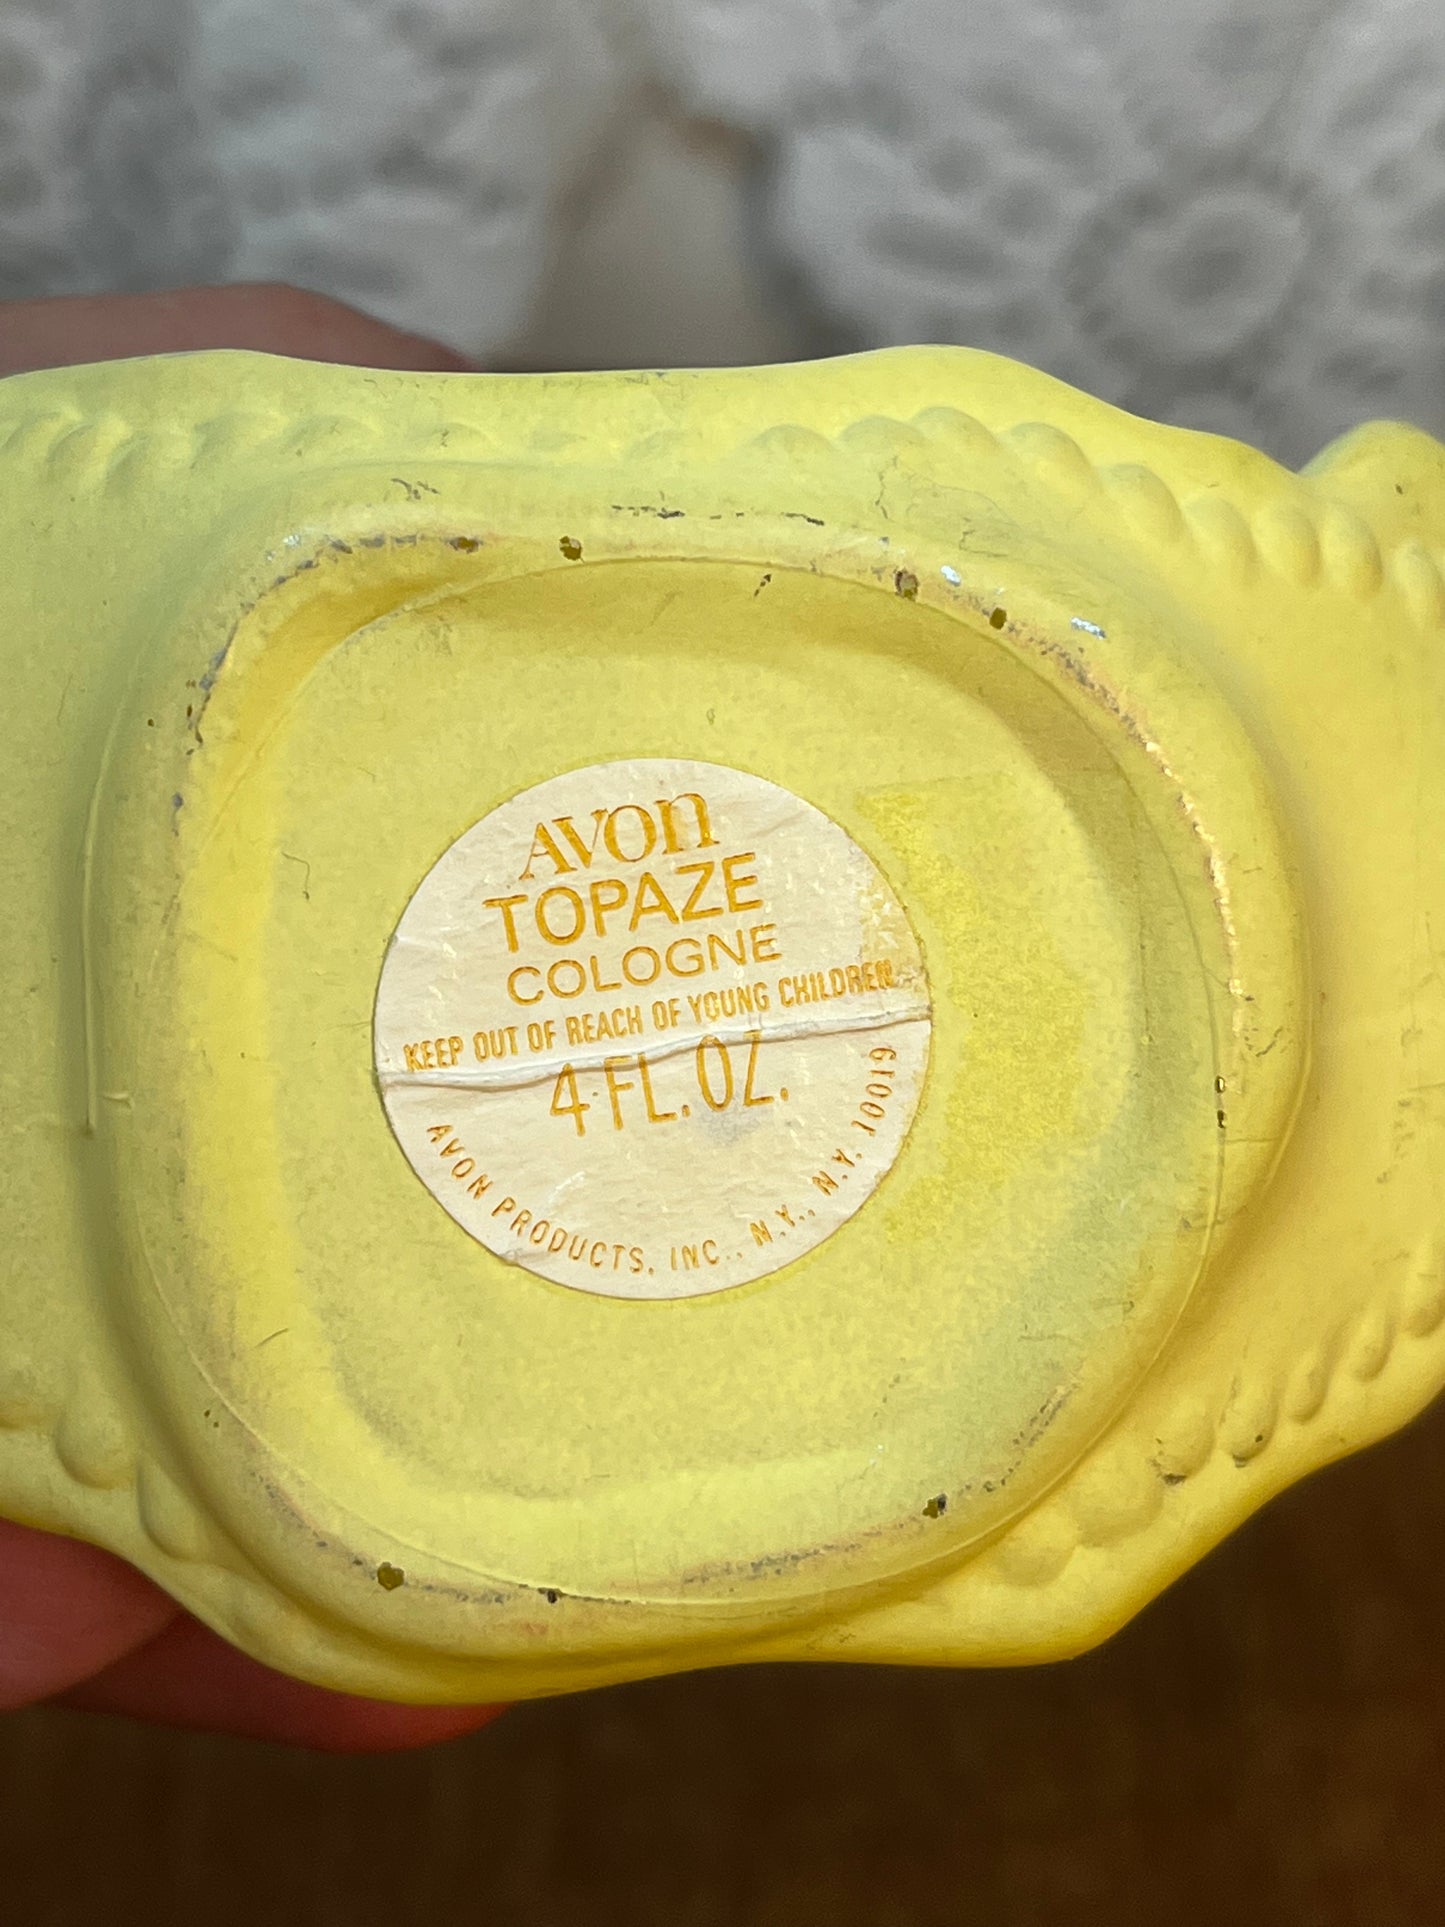 AVON
TOPAZE
COLOGNE
KEEP OUT OF REACH OF YOUNG CHILDREN
4 FL. OZ.
AVON PRODUCTS, INC., N.Y., N.Y. 10019